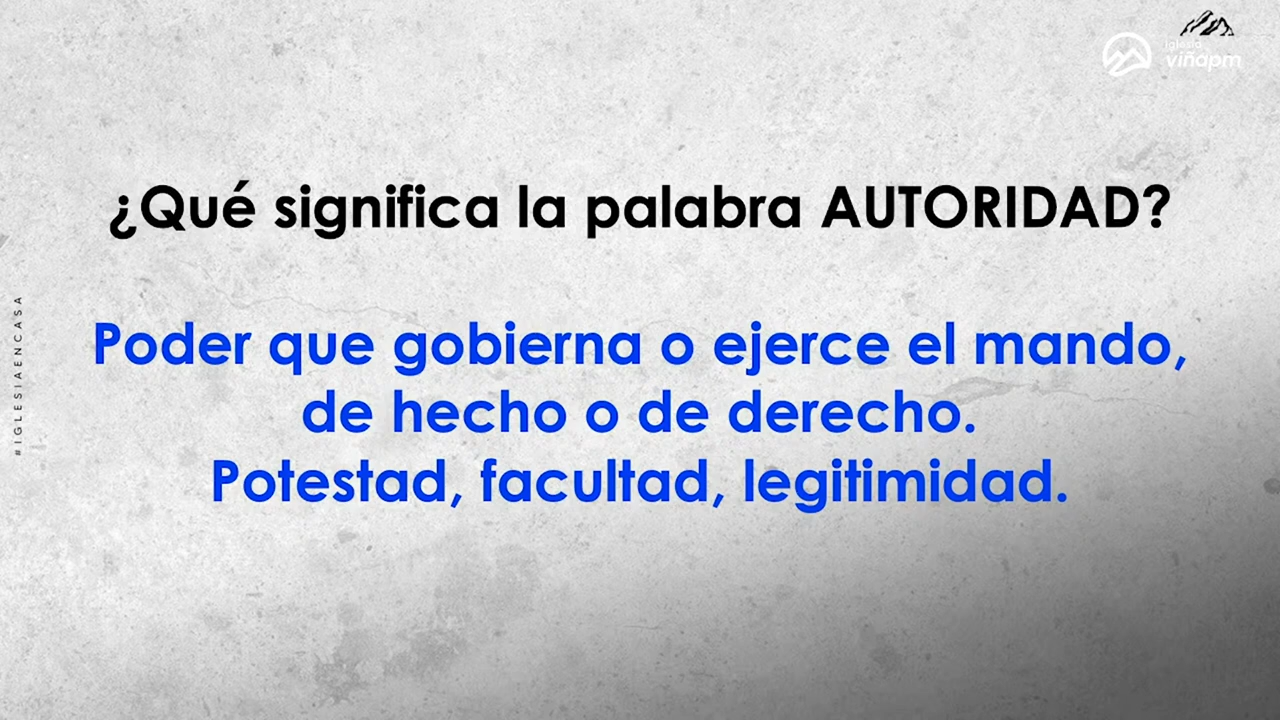 iglesia
viñapm
¿Qué significa la palabra AUTORIDAD?
Poder que gobierna o ejerce el mando,
de hecho o de derecho.
Potestad, facultad, legitimidad.
#IGLESIAENCASA